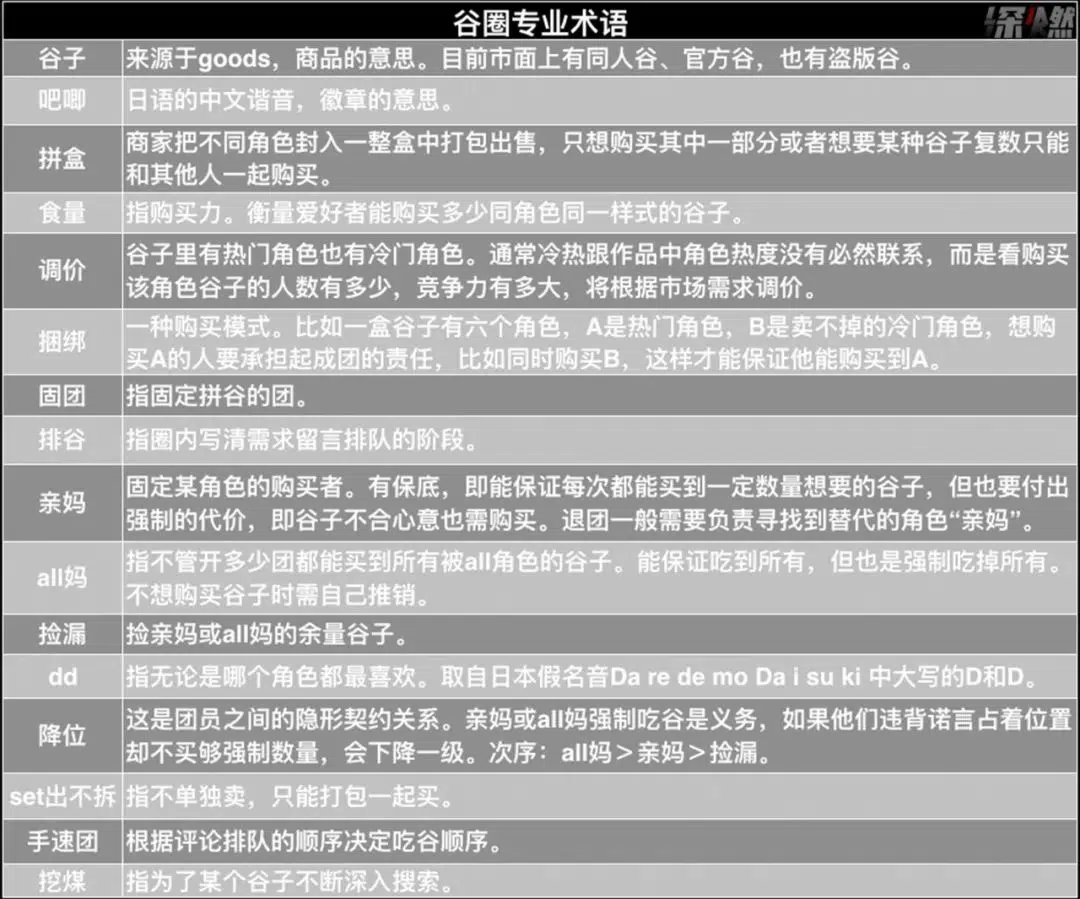 谷圈专业术语
深燃
谷子 来源于goods，商品的意思。目前市面上有同人谷、官方谷，也有盗版谷。
吧唧 日语的中文谐音，徽章的意思。
拼盒 商家把不同角色封入一整盒中打包出售，只想购买其中一部分或者想要某种谷子复数只能
和其他人一起购买。
食量 指购买力。衡量爱好者能购买多少同角色同一样式的谷子。
调价 谷子里有热门角色也有冷门角色。通常冷热跟作品中角色热度没有必然联系，而是看购买
该角色谷子的人数有多少，竞争力有多大，将根据市场需求调价。
捆绑 一种购买模式。比如一盒谷子有六个角色，A是热门角色，B是卖不掉的冷门角色，想购
买A的人要承担起成团的责任，比如同时购买B，这样才能保证他能购买到A。
固团 指固定拼谷的团。
排谷 指圈内写清需求留言排队的阶段。
亲妈 固定某角色的购买者。有保底，即能保证每次都能买到一定数量想要的谷子，但也要付出
强制的代价，即谷子不合心意也需购买。退团一般需要负责寻找到替代的角色“亲妈”。
all妈 指不管开多少团都能买到所有被all角色的谷子。能保证吃到所有，但也是强制吃掉所有。
不想购买谷子时需自己推销。
捡漏 捡亲妈或all妈的余量谷子。
dd 指无论是哪个角色都最喜欢。取自日本假名音Da re de mo Da i su ki 中大写的D和D。
降位 这是团员之间的隐形契约关系。亲妈或all妈强制吃谷是义务，如果他们违背诺言占着位置
却不买够强制数量，会下降一级。次序：all妈＞亲妈＞捡漏。
set出不拆 指不单独卖，只能打包一起买。
手速团 根据评论排队的顺序决定吃谷顺序。
挖煤 指为了某个谷子不断深入搜索。